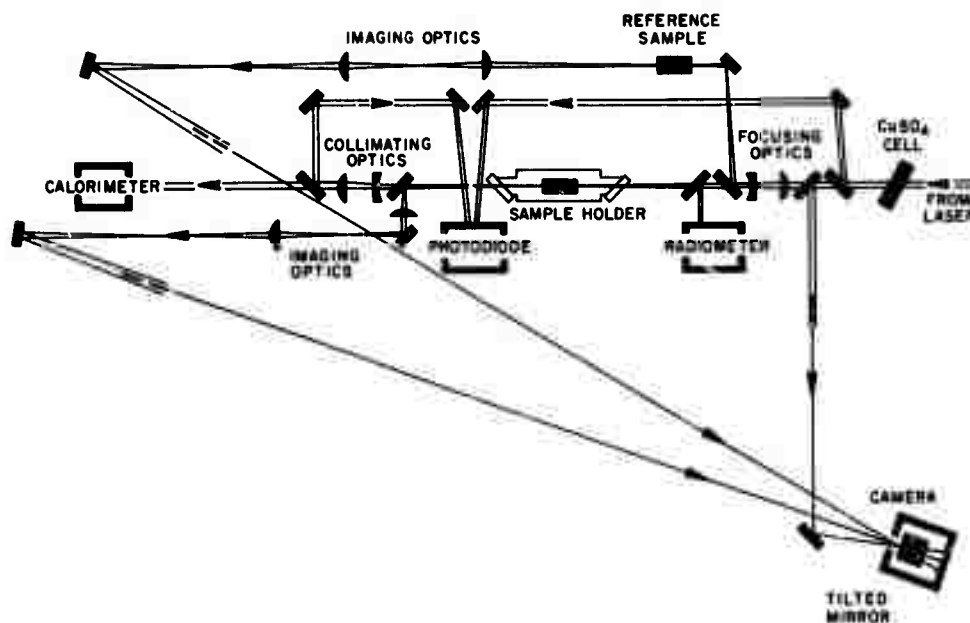 IMAGING OPTICS
REFERENCE
SAMPLE
COLLIMATING
OPTICS
FOCUSING
OPTICS
CuSO4
CELL
CALORIMETER
SAMPLE HOLDER
FROM
LASER
IMAGING
OPTICS
PHOTODIODE
RADIOMETER
CAMERA
TILTED
MIRROR